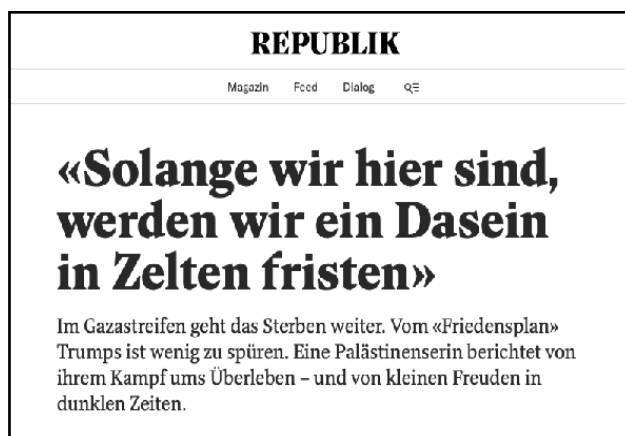 REPUBLIK
Magazin Feed Dialog
«Solange wir hier sind,
werden wir ein Dasein
in Zelten fristen»
Im Gazastreifen geht das Sterben weiter. Vom «Friedensplan»
Trumps ist wenig zu spüren. Eine Palästinenserin berichtet von
ihrem Kampf ums Überleben – und von kleinen Freuden in
dunklen Zeiten.